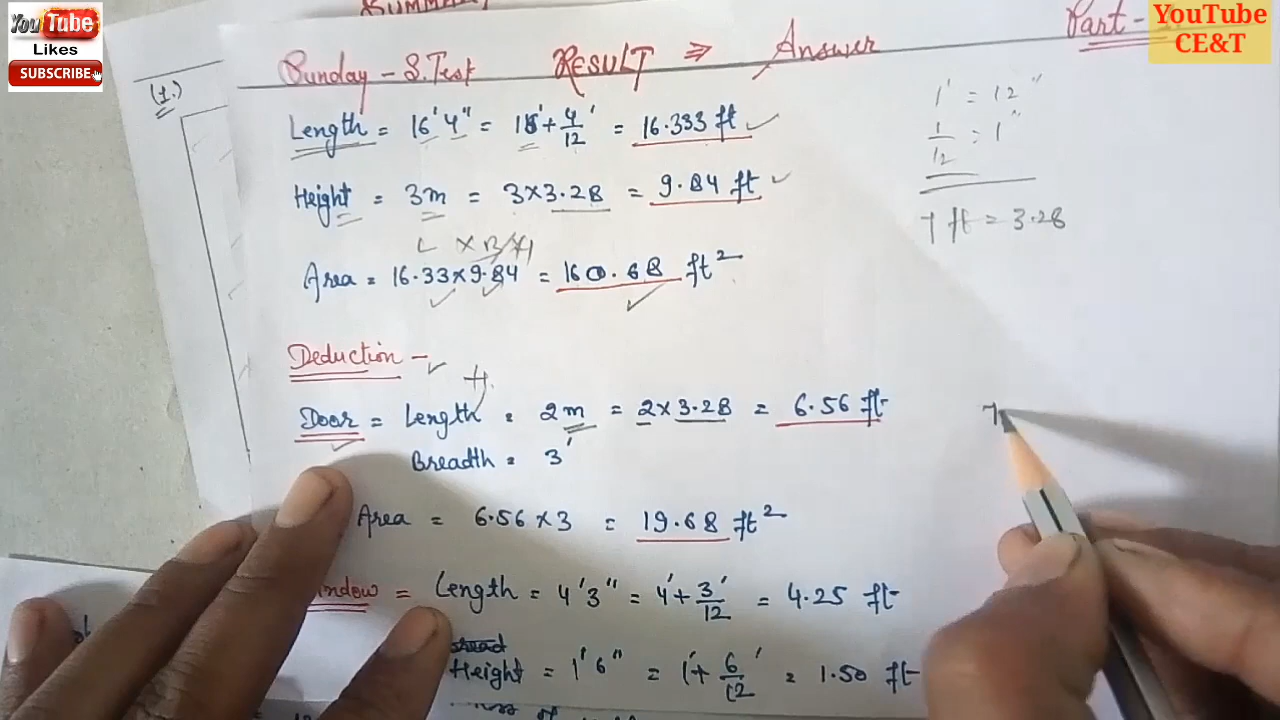 You Tube
Likes
SUBSCRIBE
YouTube
CE&T
SUMMARY
Part-
(1.)
Sunday - S.Test RESULT ⇒ Answer
Length = 16' 4" = 16' + 4/12' = 16.333 ft ✓
Height = 3m = 3×3.28 = 9.84 ft ✓
L × B × H
Area = 16.33×9.84 = 160.68 ft²
1' = 12"
1/12 = 1"
1 ft = 3.28
Deduction -
H.
Door = Length = 2m = 2×3.28 = 6.56 ft
Breadth = 3'
Area = 6.56×3 = 19.68 ft²
indow = Length = 4'3" = 4' + 3/12' = 4.25 ft
Height = 1'6" = 1' + 6/12' = 1.50 ft